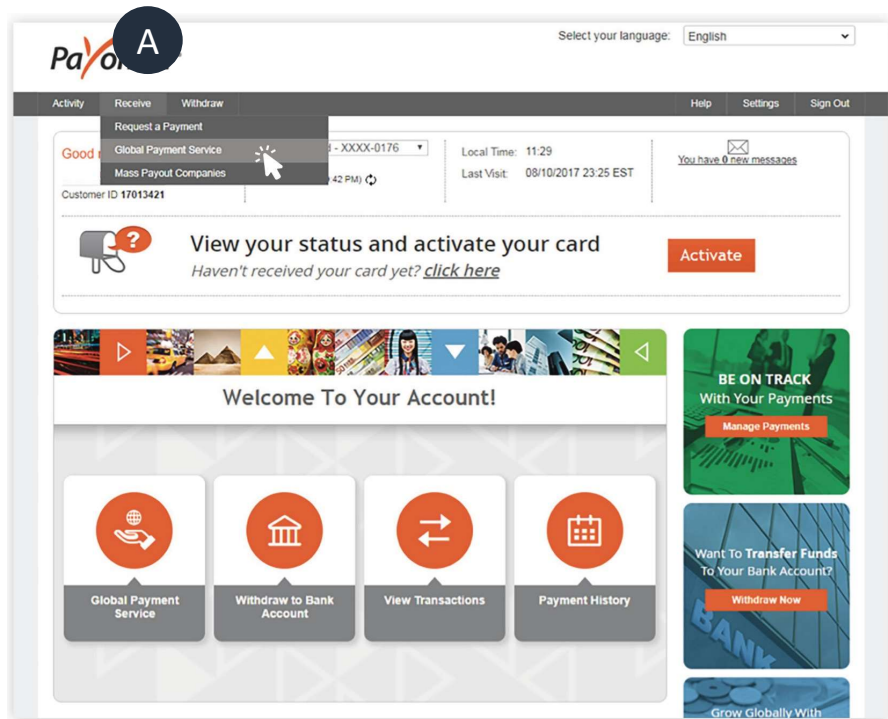 Select your language: English
A
Activity Receive Withdraw Help Settings Sign Out
Request a Payment
Global Payment Service
Mass Payout Companies
Good
- XXXX-0176
42 PM)
Customer ID 17013421
Local Time: 11:29
Last Visit: 08/10/2017 23:25 EST
You have 0 new messages
View your status and activate your card
Haven't received your card yet? click here
Activate
Welcome To Your Account!
Global Payment
Service
Withdraw to Bank
Account
View Transactions
Payment History
BE ON TRACK
With Your Payments
Manage Payments
Want To Transfer Funds
To Your Bank Account?
Withdraw Now
BANK
Grow Globally With